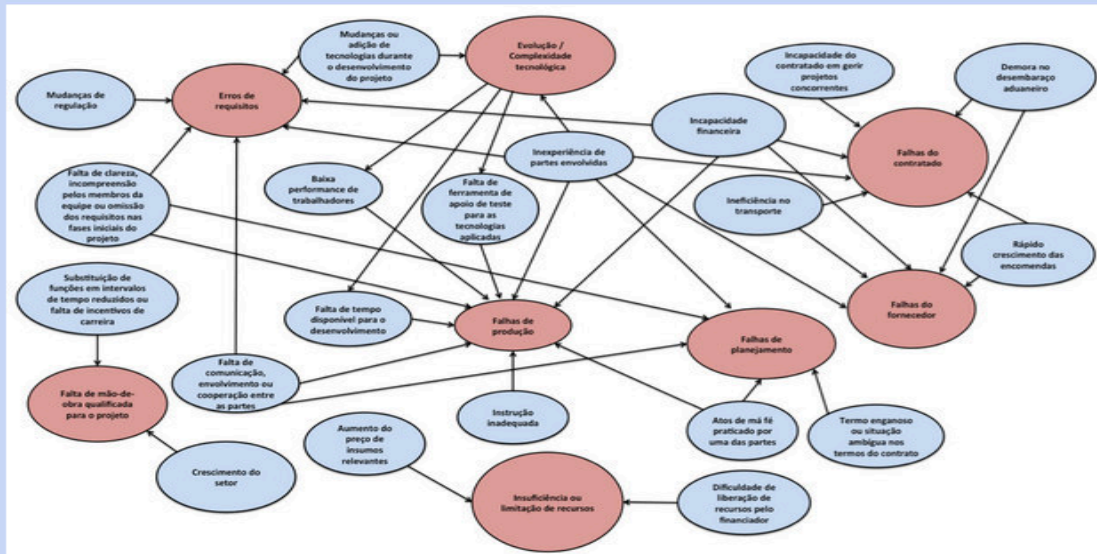 Mudanças ou
adição de
tecnologias durante
o desenvolvimento
do projeto
Evolução /
Complexidade
tecnológica
Incapacidade do
contratado em gerir
projetos
concorrentes
Demora no
desembaraço
aduaneiro
Mudanças de
regulação
Erros de
requisitos
Incapacidade
financeira
Falhas do
contratado
Inexperiência de
partes envolvidas
Falta de clareza,
incompreensão
pelos membros da
equipe ou omissão
dos requisitos nas
fases iniciais do
projeto
Baixa
performance de
trabalhadores
Falta de
ferramenta de
apoio de teste
para as
tecnologias
aplicadas
Ineficiência no
transporte
Rápido
crescimento das
encomendas
Substituição de
funções em intervalos
de tempo reduzidos ou
falta de incentivos de
carreira
Falta de tempo
disponível para o
desenvolvimento
Falhas de
produção
Falhas de
planejamento
Falhas do
fornecedor
Falta de mão-de-
obra qualificada
para o projeto
Falta de
comunicação,
envolvimento ou
cooperação entre
as partes
Instrução
inadequada
Atos de má fé
praticado por
uma das partes
Termo enganoso
ou situação
ambígua nos
termos do contrato
Aumento do
preço de
insumos
relevantes
Crescimento do
setor
Insuficiência ou
limitação de recursos
Dificuldade de
liberação de
recursos pelo
financiador